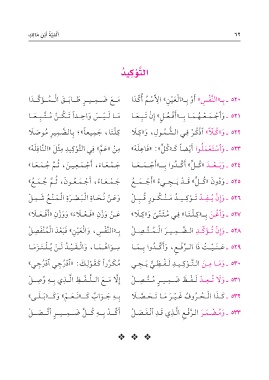 ٦٢
أَلْفِيَّةُ ابْنِ مَالِكٍ
التَّوْكِيدُ
٥٢٠ ـ بِـ«النَّفْسِ» أَوْ بِـ«الْعَيْنِ» الِاسْمُ أُكِّدَا مَعَ ضَمِيرٍ طَابَقَ الْمُؤَكَّدَا
٥٢١ ـ وَاجْمَعْهُمَا بِـ«أَفْعُلٍ» إِنْ تَبِعَا مَا لَيْسَ وَاحِدًا تَكُنْ مُتَّبِعَا
٥٢٢ ـ وَ«كُلًّا» اذْكُرْ فِي الشُّمُولِ، وَ«كِلَا» كِلْتَا، جَمِيعًا»؛ بِالضَّمِيرِ مُوصَلَا
٥٢٣ ـ وَاسْتَعْمَلُوا أَيْضًا كَـ«كُلٍّ»: «فَاعِلَهْ» مِنْ «عَمَّ» فِي التَّوْكِيدِ مِثْلَ «النَّافِلَهْ»
٥٢٤ ـ وَبَعْدَ «كُلٍّ» أَكَّدُوا بِـ«أَجْمَعَا جَمْعَاءَ، أَجْمَعِينَ، ثُمَّ جُمَعَا»
٥٢٥ ـ وَدُونَ «كُلٍّ» قَدْ يَجِيءُ «أَجْمَعُ جَمْعَاءُ، أَجْمَعُونَ، ثُمَّ جُمَعُ»
٥٢٦ ـ وَإِنْ يُفِدْ تَوْكِيدُ مَنْكُورٍ قُبِلْ وَعَنْ نُحَاةِ الْبَصْرَةِ الْمَنْعُ شَمِلْ
٥٢٧ ـ وَاغْنَ بِـ«كِلْتَا» فِي مُثَنًّى وَ«كِلَا» عَنْ وَزْنِ «فَعْلَاءَ» وَوَزْنِ «أَفْعَلَا»
٥٢٨ ـ وَإِنْ تُؤَكِّدِ الضَّمِيرَ الْمُتَّصِلْ بِـ«النَّفْسِ، وَالْعَيْنِ» فَبَعْدَ الْمُنْفَصِلْ
٥٢٩ ـ عَنَيْتُ ذَا الرَّفْعِ، وَأَكَّدُوا بِمَا سِوَاهُمَا، وَالْقَيْدُ لَنْ يُلْتَزَمَا
٥٣٠ ـ وَمَا مِنَ التَّوْكِيدِ لَفْظِيٌّ يَجِي مُكَرَّرًا كَقَوْلِكَ: «ادْرُجِي ادْرُجِي»
٥٣١ ـ وَلَا تُعِدْ لَفْظَ ضَمِيرٍ مُتَّصِلْ إِلَّا مَعَ اللَّفْظِ الَّذِي بِهِ وُصِلْ
٥٣٢ ـ كَذَا الْحُرُوفُ غَيْرَ مَا تَحَصَّلَا بِهِ جَوَابٌ كَـ«نَعَمْ» وَكَـ«بَلَى»
٥٣٣ ـ وَمُضْمَرُ الرَّفْعِ الَّذِي قَدِ انْفَصَلْ أَكِّدْ بِهِ كُلَّ ضَمِيرٍ اتَّصَلْ